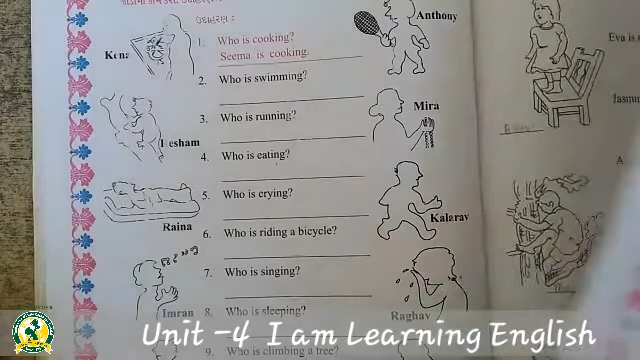 ઉદાહરણ :
Anthony
Kena
1. Who is cooking?
Seema is cooking.
2. Who is swimming?
Mira
3. Who is running?
4. Who is eating?
5. Who is crying?
Raina
Kalarav
6. Who is riding a bicycle?
7. Who is singing?
Imran
8. Who is sleeping?
Raghav
9. Who is climbing a tree?
Eva is
A
Unit -4 I am Learning English